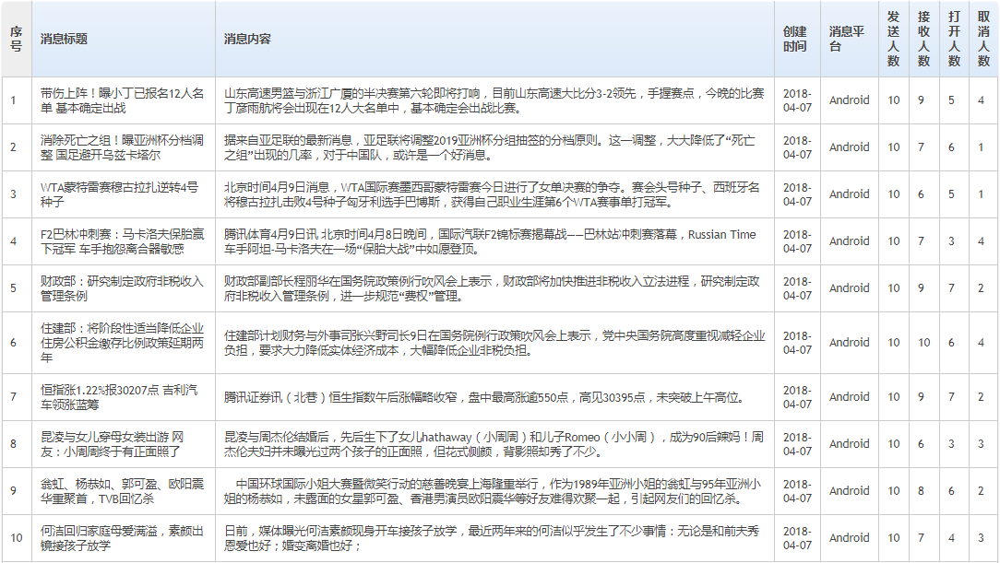 序号 消息标题 消息内容 创建时间 消息平台 发送人数 接收人数 打开人数 取消人数
1 带伤上阵！曝小丁已报名12人名 山东高速男篮与浙江广厦的半决赛第六轮即将打响，目前山东高速大比分3-2领先，手握赛点，今晚的比赛 2018- Android 10 9 5 4
单 基本确定出战 丁彦雨航将会出现在12人大名单中，基本确定会出战比赛。 04-07
2 消除死亡之组！曝亚洲杯分档调 据来自亚足联的最新消息，亚足联将调整2019亚洲杯分组抽签的分档原则。这一调整，大大降低了“死亡 2018- Android 10 7 6 1
整 国足避开乌兹卡塔尔 之组”出现的几率，对于中国队，或许是一个好消息。 04-07
3 WTA蒙特雷赛穆古拉扎逆转4号 北京时间4月9日消息，WTA国际赛墨西哥蒙特雷赛今日进行了女单决赛的争夺。赛会头号种子、西班牙名 2018- Android 10 6 5 1
种子 将穆古拉扎击败4号种子匈牙利选手巴博斯，获得自己职业生涯第6个WTA赛事单打冠军。 04-07
4 F2巴林冲刺赛：马卡洛夫保胎赢 腾讯体育4月9日讯 北京时间4月8日晚间，国际汽联F2锦标赛揭幕战——巴林站冲刺赛落幕，Russian Time 2018- Android 10 7 3 4
下冠军 车手抱怨离合器敏感 车手阿坦-马卡洛夫在一场“保胎大战”中如愿登顶。 04-07
5 财政部：研究制定政府非税收入 财政部副部长程丽华在国务院政策例行吹风会上表示，财政部将加快推进非税收入立法进程，研究制定政 2018- Android 10 9 7 2
管理条例 府非税收入管理条例，进一步规范“费权”管理。 04-07
6 住建部：将阶段性适当降低企业 住建部计划财务与外事司张兴野司长9日在国务院例行政策吹风会上表示，党中央国务院高度重视减轻企业 2018- Android 10 10 6 4
住房公积金缴存比例政策延期两 负担，要求大力降低实体经济成本，大幅降低企业非税负担。 04-07
年
7 恒指涨1.22%报30207点 吉利汽 腾讯证券讯（北巷）恒生指数午后涨幅略收窄，盘中最高涨逾550点，高见30395点，未突破上午高位。 2018- Android 10 9 7 2
车领涨蓝筹 04-07
8 昆凌与女儿穿母女装出游 网 昆凌与周杰伦结婚后，先后生下了女儿hathaway（小周周）和儿子Romeo（小小周），成为90后辣妈！周 2018- Android 10 6 3 3
友：小周周终于有正面照了 杰伦夫妇并未曝光过两个孩子的正面照，但花式侧颜，背影照却秀了不少。 04-07
9 翁虹、杨恭如、郭可盈、欧阳震 中国环球国际小姐大赛暨微笑行动的慈善晚宴上海隆重举行，作为1989年亚洲小姐的翁虹与95年亚洲小 2018- Android 10 8 6 2
华重聚首，TVB回忆杀 姐的杨恭如，未露面的女星郭可盈、香港男演员欧阳震华等好友难得欢聚一起，引起网友们的回忆杀。 04-07
10 何洁回归家庭母爱满溢，素颜出 日前，媒体曝光何洁素颜现身开车接孩子放学，最近两年来的何洁似乎发生了不少事情：无论是和前夫秀 2018- Android 10 7 4 3
镜接孩子放学 恩爱也好；婚变离婚也好； 04-07